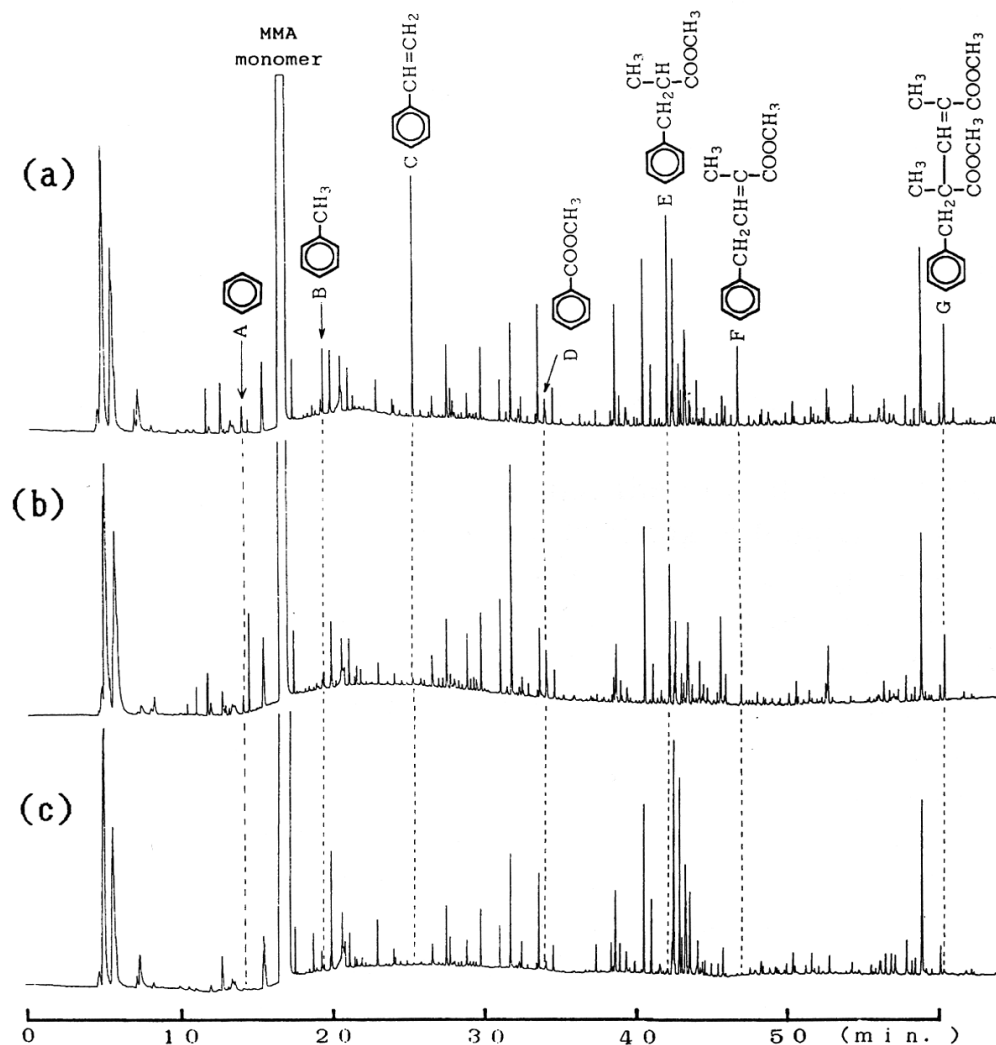 MMA
monomer
(a)
A
CH3
B
CH=CH2
C
COOCH3
D
CH3
CH2CH
COOCH3
E
CH3
CH2CH=C
COOCH3
F
CH3
CH=C
COOCH3
CH3
COOCH3
CH2C
G
(b)
(c)
0 10 20 30 40 50 (min.)